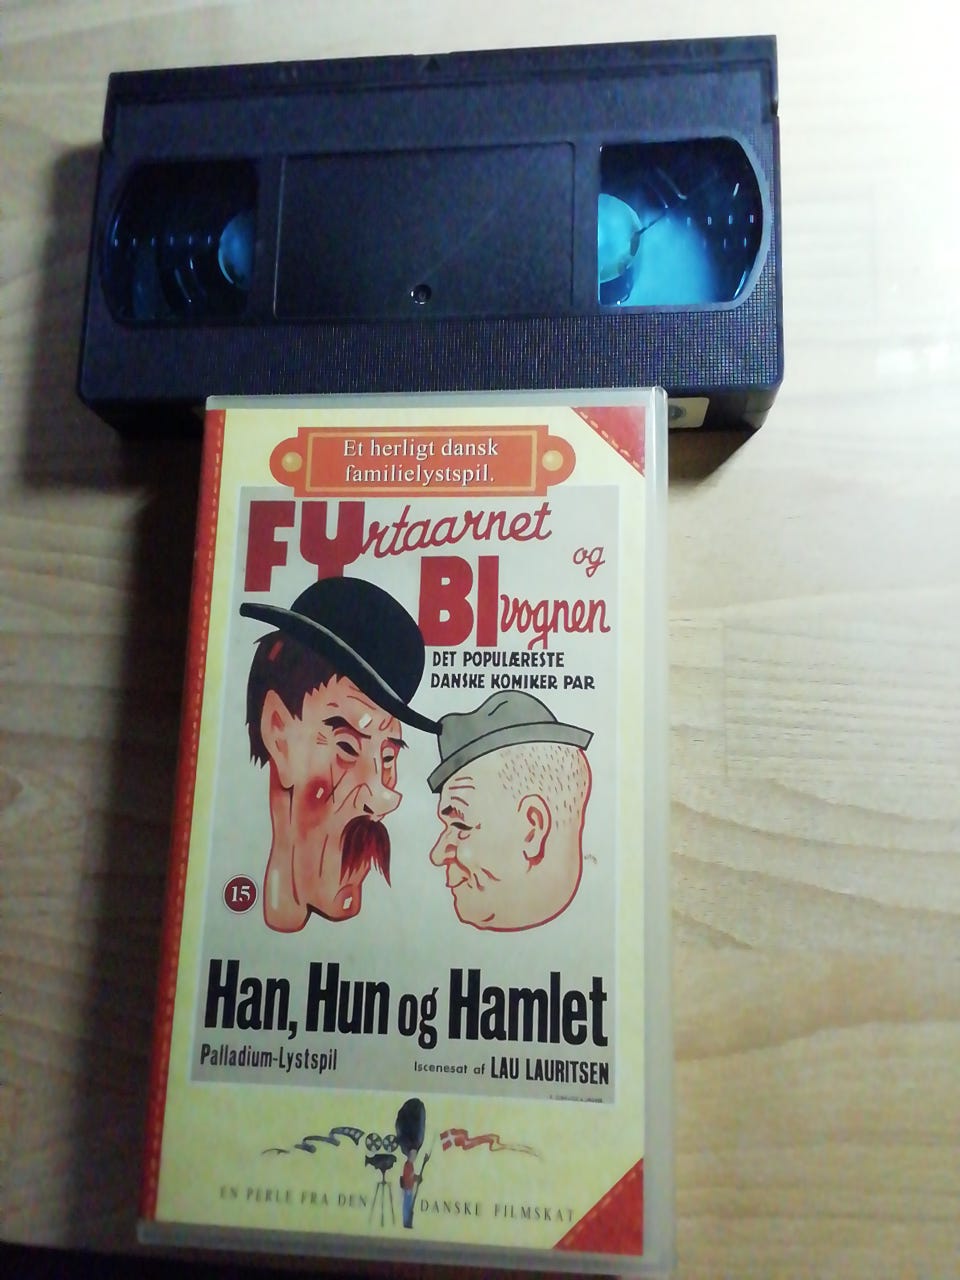 Et herligt dansk
familielystspil.
FYrtaarnet
og
BIvognen
DET POPULÆRESTE
DANSKE KOMIKER PAR
15
Han, Hun og Hamlet
Palladium-Lystspil Iscenesat af LAU LAURITSEN
EN PERLE FRA DEN DANSKE FILMSKAT